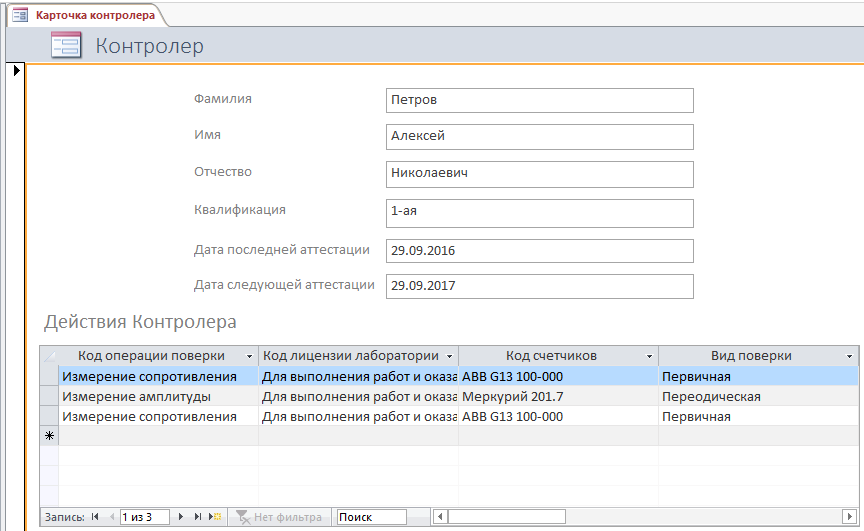 Карточка контролера
Контролер
Фамилия Петров
Имя Алексей
Отчество Николаевич
Квалификация 1-ая
Дата последней аттестации 29.09.2016
Дата следующей аттестации 29.09.2017
Действия Контролера
Код операции поверки Код лицензии лаборатории Код счетчиков Вид поверки
Измерение сопротивления Для выполнения работ и оказа ABB G13 100-000 Первичная
Измерение амплитуды Для выполнения работ и оказа Меркурий 201.7 Переодическая
Измерение сопротивления Для выполнения работ и оказа ABB G13 100-000 Первичная
Запись: 1 из 3 Нет фильтра Поиск